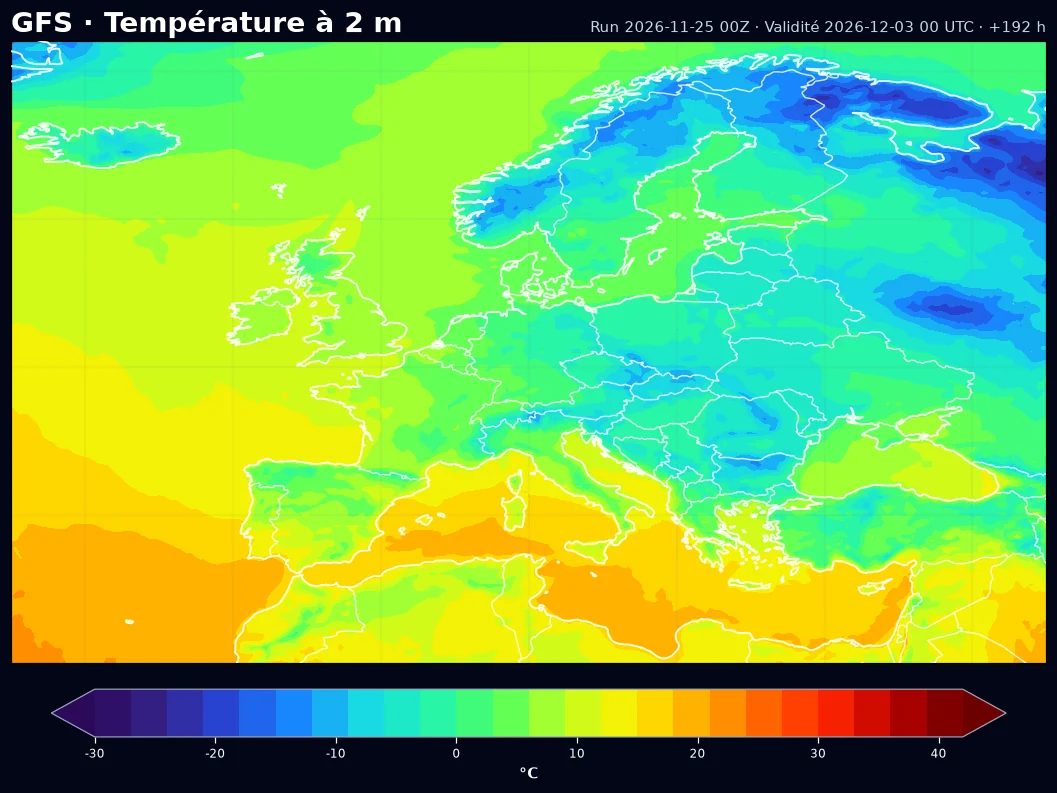 GFS · Température à 2 m
Run 2026-11-25 00Z · Validité 2026-12-03 00 UTC · +192 h
-30 -20 -10 0 10 20 30 40
°C